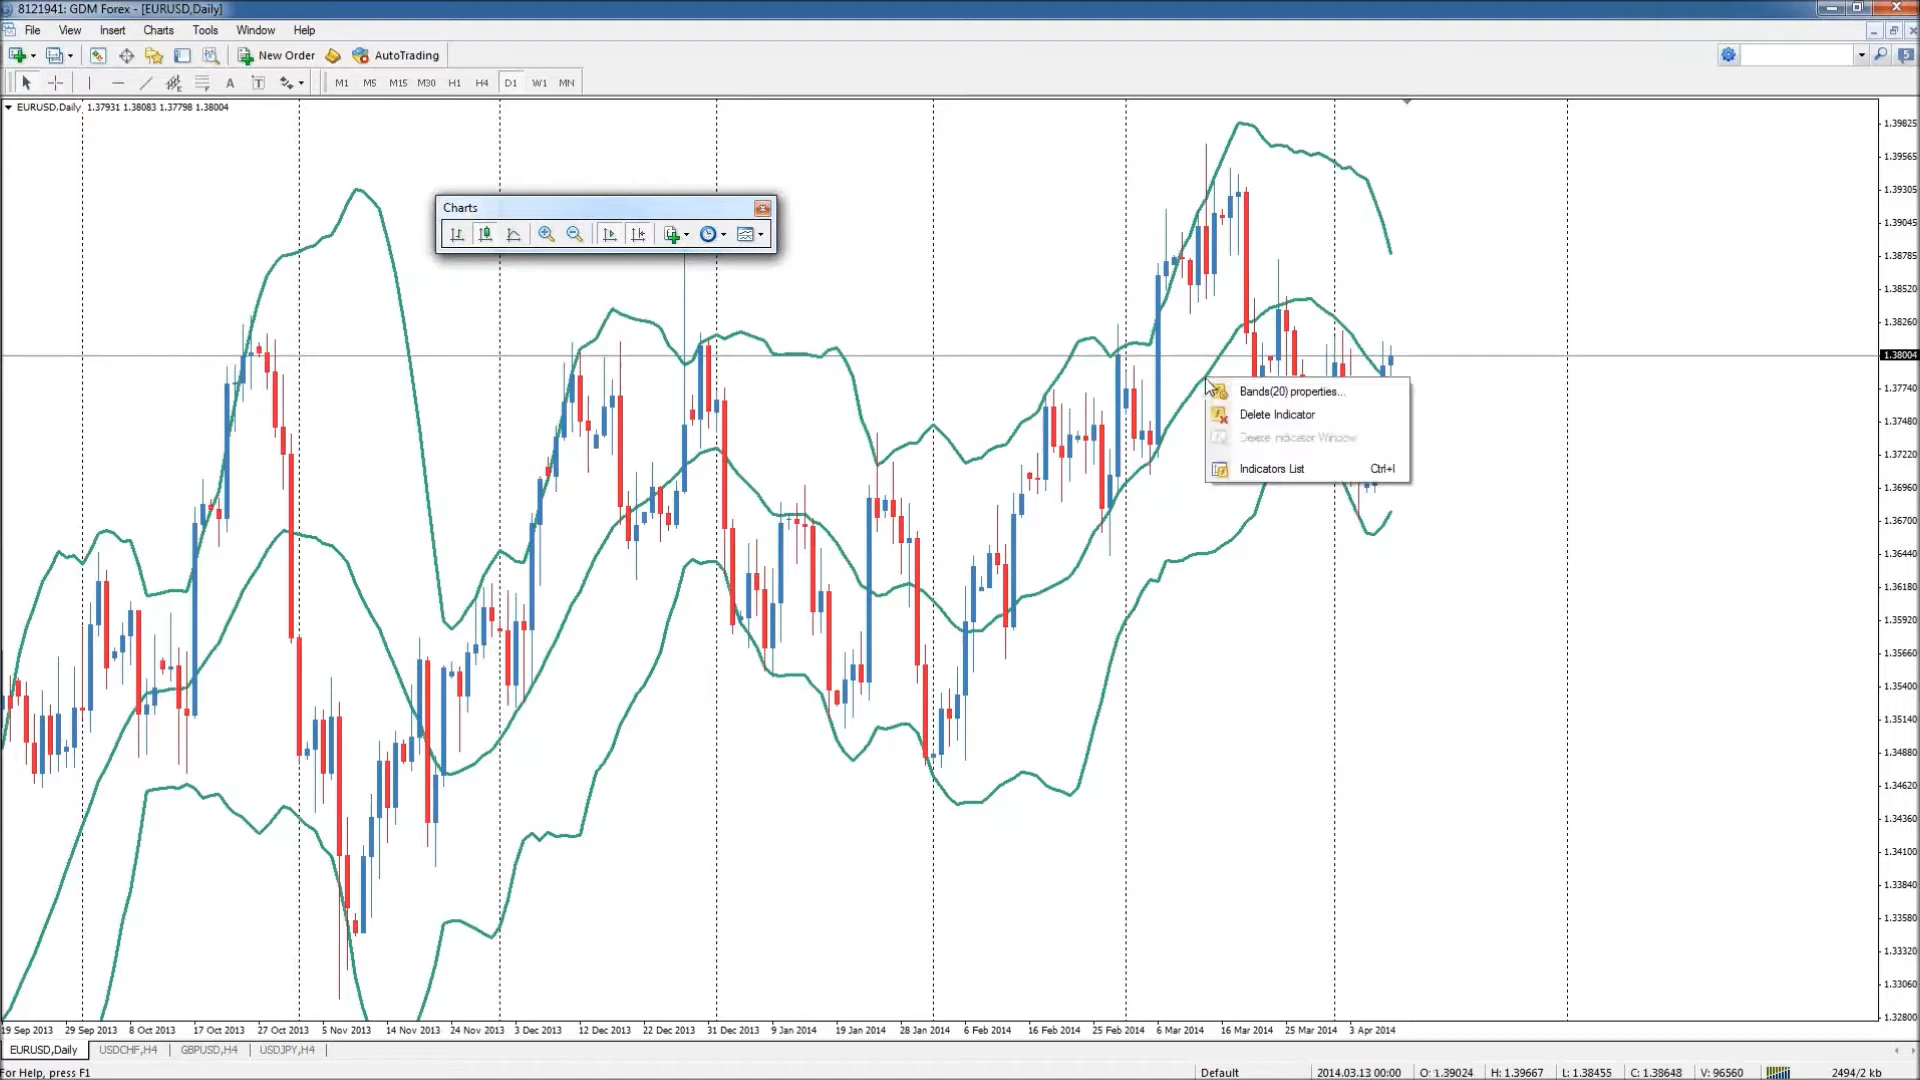 8121941: GDM Forex - [EURUSD,Daily]
File View Insert Charts Tools Window Help
New Order AutoTrading
A T M1 M5 M15 M30 H1 H4 D1 W1 MN
EURUSD,Daily 1.37931 1.38083 1.37798 1.38004
Charts
Bands(20) properties...
Delete Indicator
Delete Indicator Window
Indicators List Ctrl+I
1.39825
1.39565
1.39305
1.39045
1.38785
1.38520
1.38260
1.38004
1.37740
1.37480
1.37220
1.36960
1.36700
1.36440
1.36180
1.35920
1.35660
1.35400
1.35140
1.34880
1.34620
1.34360
1.34100
1.33840
1.33580
1.33320
1.33060
1.32800
19 Sep 2013 29 Sep 2013 8 Oct 2013 17 Oct 2013 27 Oct 2013 5 Nov 2013 14 Nov 2013 24 Nov 2013 3 Dec 2013 12 Dec 2013 22 Dec 2013 31 Dec 2013 9 Jan 2014 19 Jan 2014 28 Jan 2014 6 Feb 2014 16 Feb 2014 25 Feb 2014 6 Mar 2014 16 Mar 2014 25 Mar 2014 3 Apr 2014
EURUSD,Daily USDCHF,H4 GBPUSD,H4 USDJPY,H4
For Help, press F1 Default 2014.03.13 00:00 O: 1.39024 H: 1.39667 L: 1.38455 C: 1.38648 V: 96560 2494/2 kb